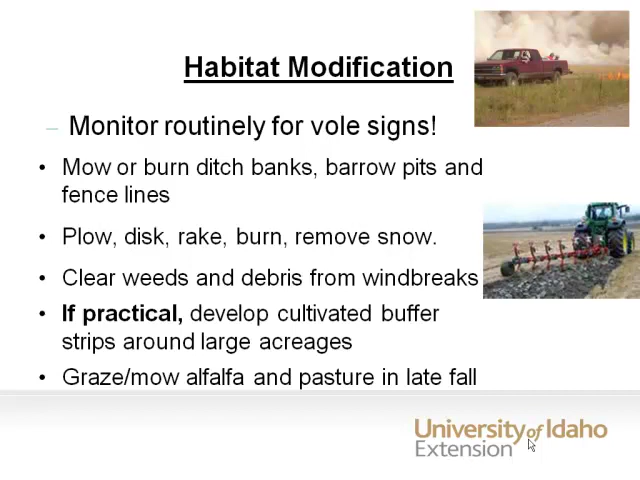 Habitat Modification
– Monitor routinely for vole signs!
• Mow or burn ditch banks, barrow pits and
fence lines
• Plow, disk, rake, burn, remove snow.
• Clear weeds and debris from windbreaks
• If practical, develop cultivated buffer
strips around large acreages
• Graze/mow alfalfa and pasture in late fall
University of Idaho
Extension